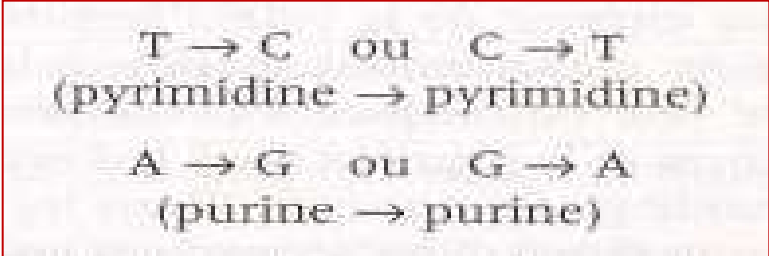 T → C ou C → T
(pyrimidine → pyrimidine)
A → G ou G → A
(purine → purine)